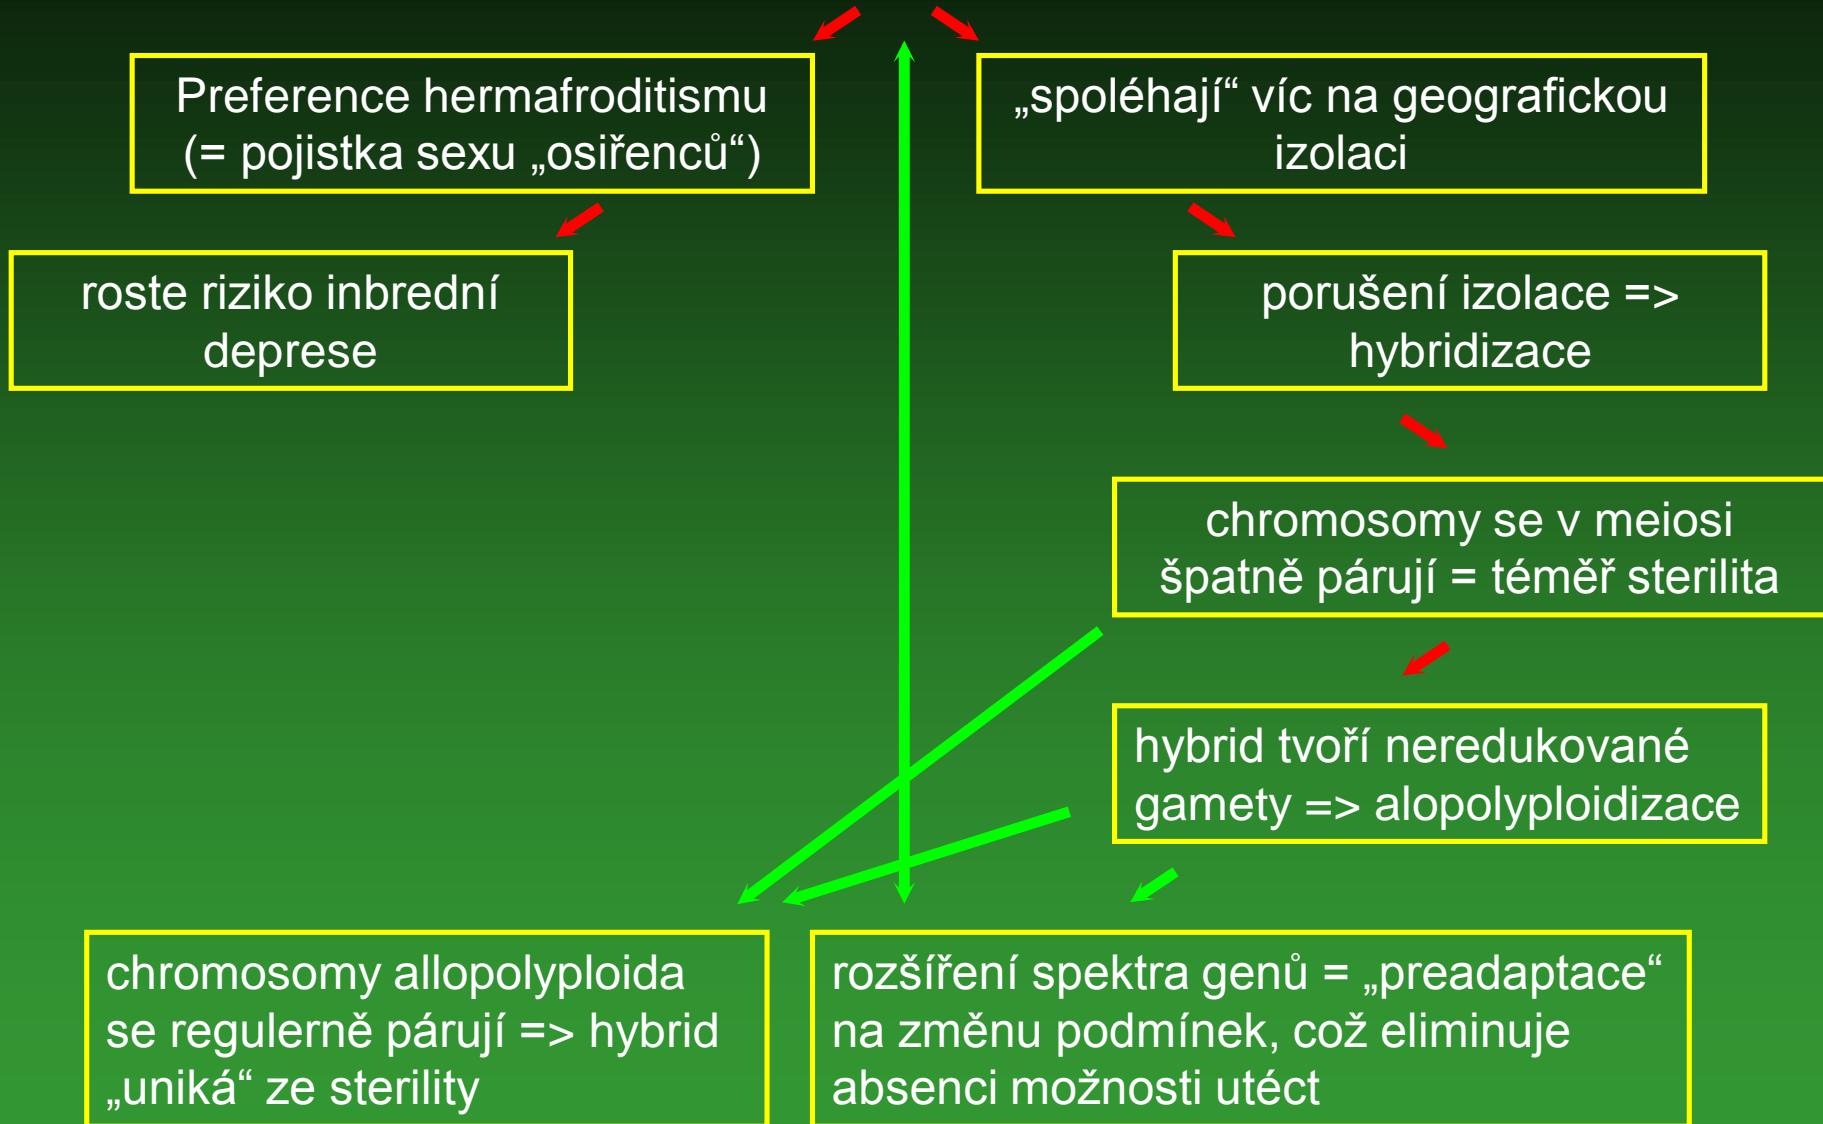 Preference hermafroditismu
(= pojistka sexu „osiřenců“)
„spoléhají“ víc na geografickou
izolaci
roste riziko inbrední
deprese
porušení izolace =>
hybridizace
chromosomy se v meiosi
špatně párují = téměř sterilita
hybrid tvoří neredukované
gamety => alopolyploidizace
chromosomy allopolyploida
se regulerně párují => hybrid
„uniká“ ze sterility
rozšíření spektra genů = „preadaptace“
na změnu podmínek, což eliminuje
absenci možnosti utéct